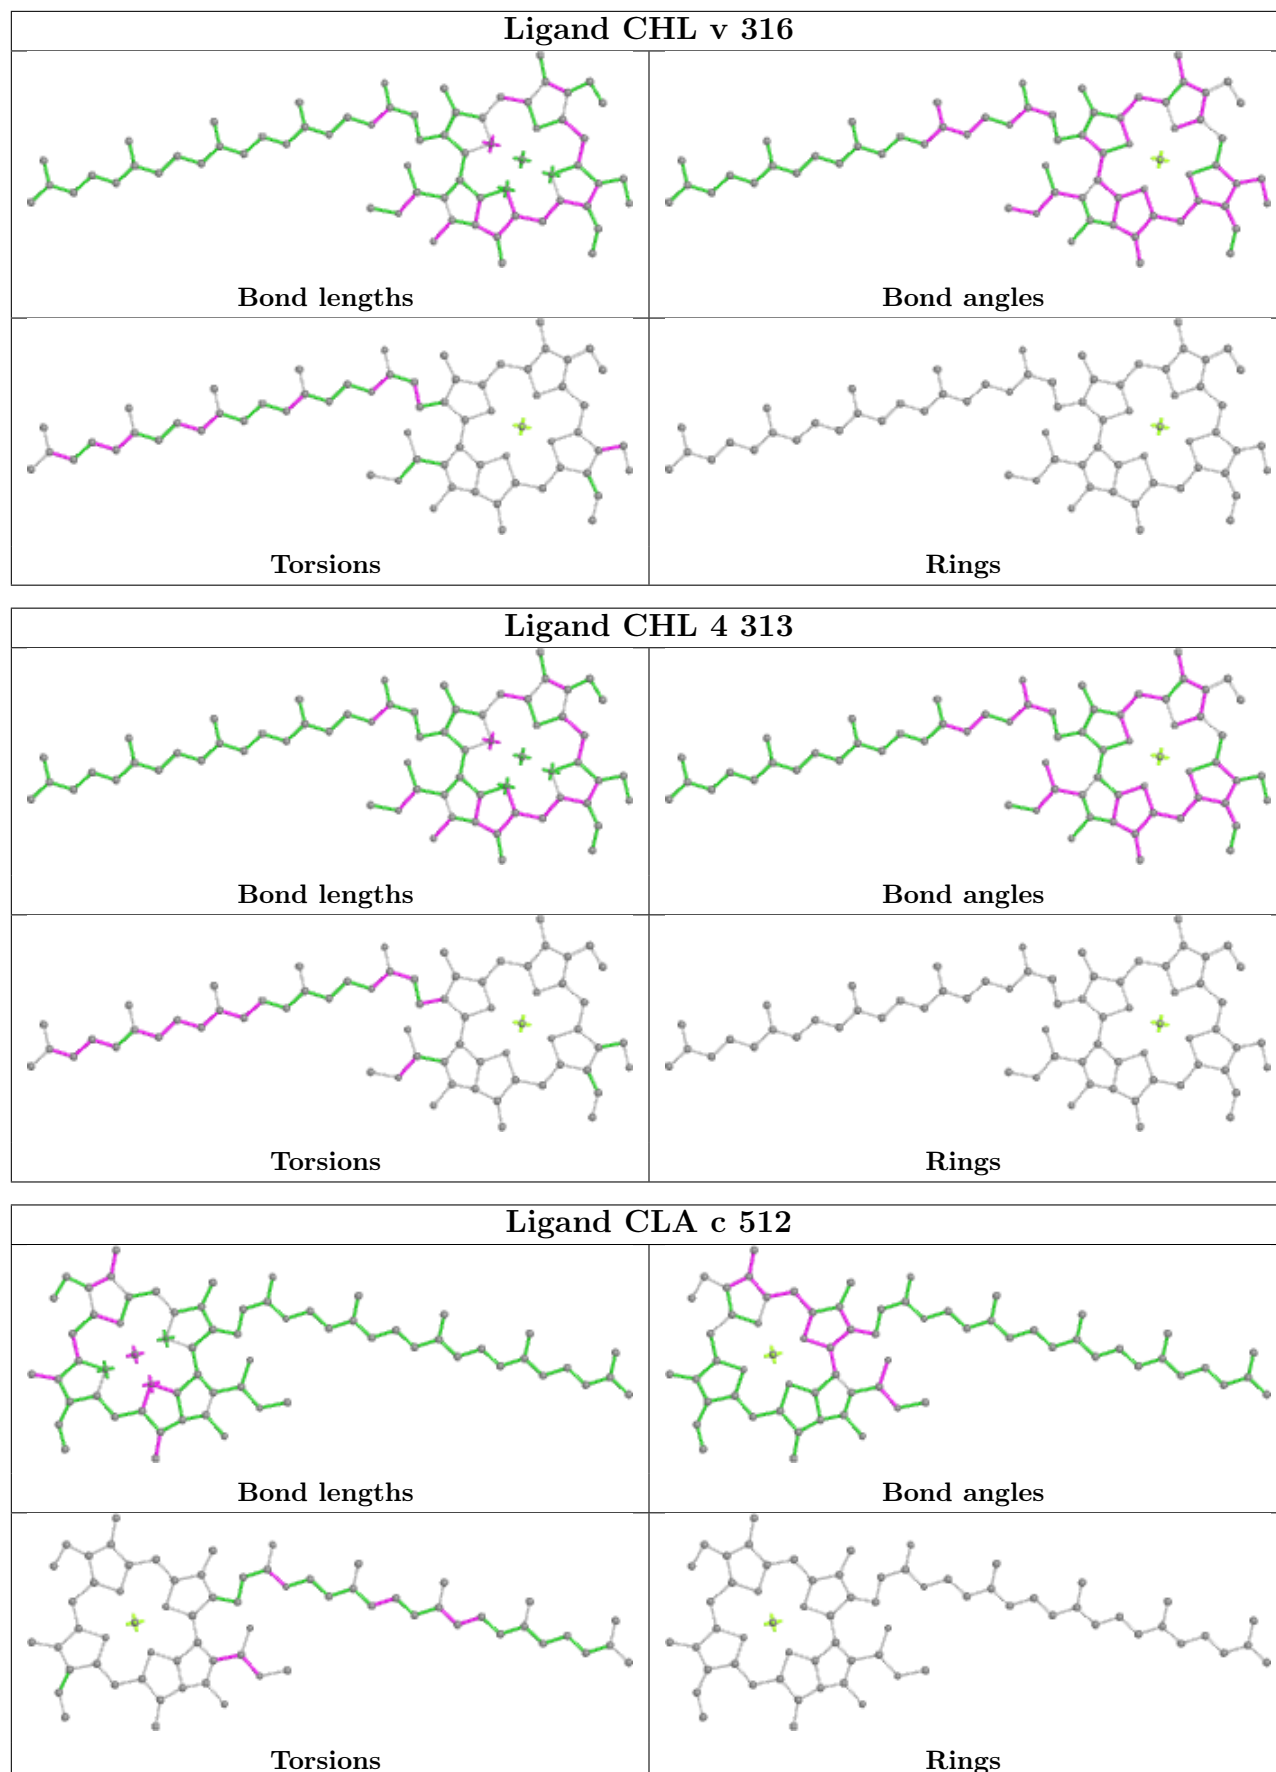 Ligand CHL v 316
Bond lengths
Bond angles
Torsions
Rings
Ligand CHL 4 313
Bond lengths
Bond angles
Torsions
Rings
Ligand CLA c 512
Bond lengths
Bond angles
Torsions
Rings